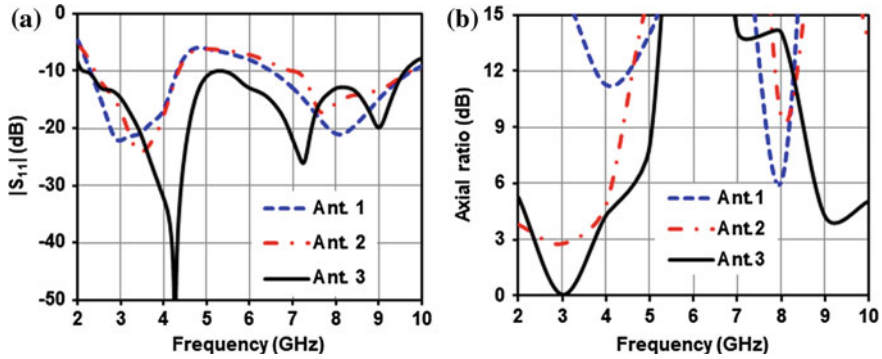 (a)
0
-10
-20
-30
-40
-50
|S11| (dB)
Ant. 1
Ant. 2
Ant. 3
2 3 4 5 6 7 8 9 10
Frequency (GHz)
(b)
15
12
9
6
3
0
Axial ratio (dB)
Ant.1
Ant.2
Ant.3
2 3 4 5 6 7 8 9 10
Frequency (GHz)